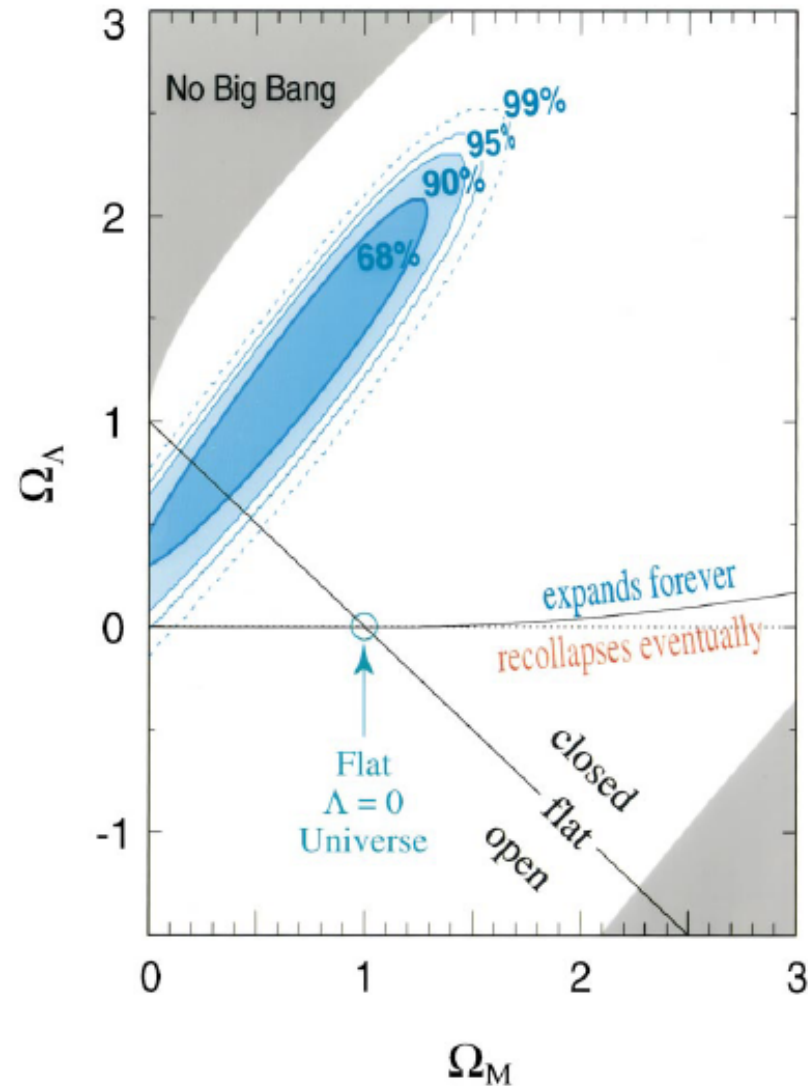 3
No Big Bang
99%
95%
90%
2
68%
1
Ω_Λ
expands forever
0
recollapses eventually
closed
Flat
flat
Λ = 0
-1
Universe
open
0
1
2
3
Ω_M